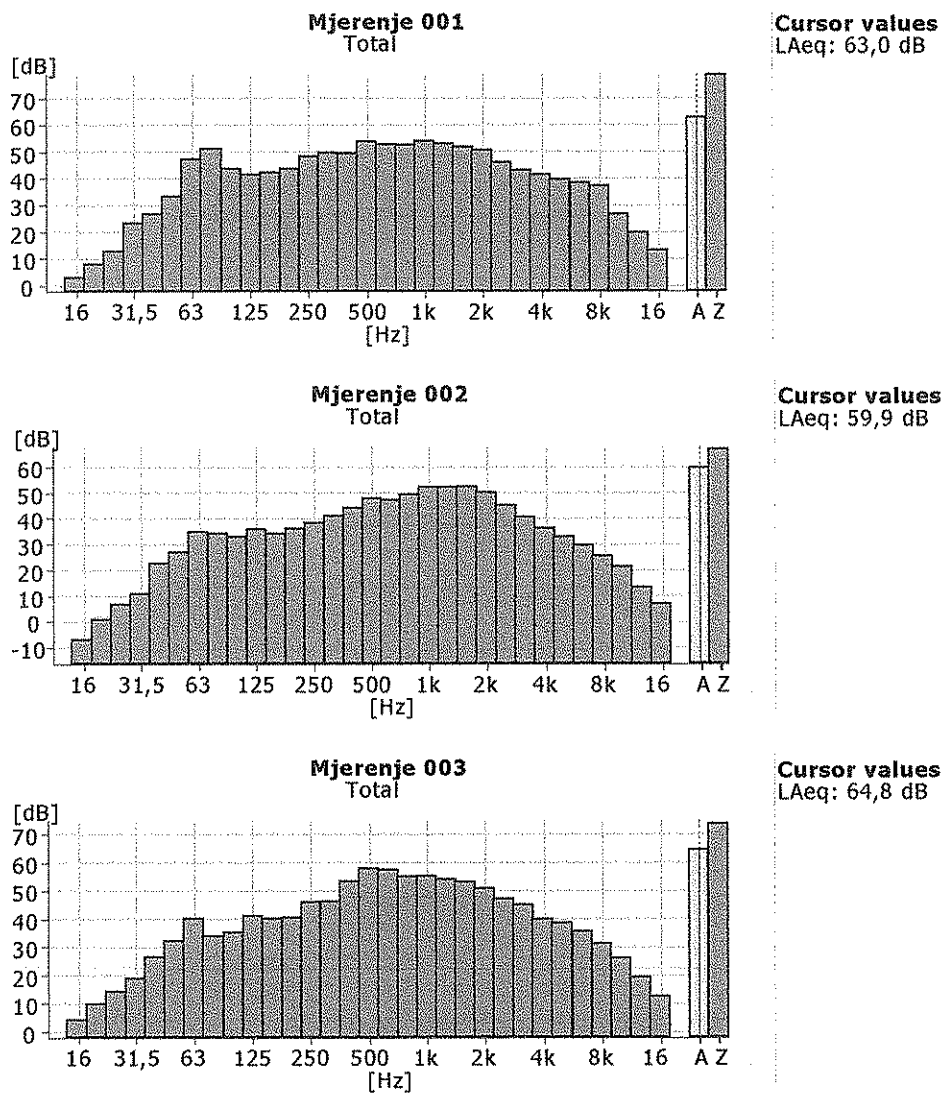 Mjerenje 001
Total
Cursor values
LAeq: 63,0 dB
[dB]
70
60
50
40
30
20
10
0
16 31,5 63 125 250 500 1k 2k 4k 8k 16 A Z
[Hz]
Mjerenje 002
Total
Cursor values
LAeq: 59,9 dB
[dB]
60
50
40
30
20
10
0
-10
16 31,5 63 125 250 500 1k 2k 4k 8k 16 A Z
[Hz]
Mjerenje 003
Total
Cursor values
LAeq: 64,8 dB
[dB]
70
60
50
40
30
20
10
0
16 31,5 63 125 250 500 1k 2k 4k 8k 16 A Z
[Hz]